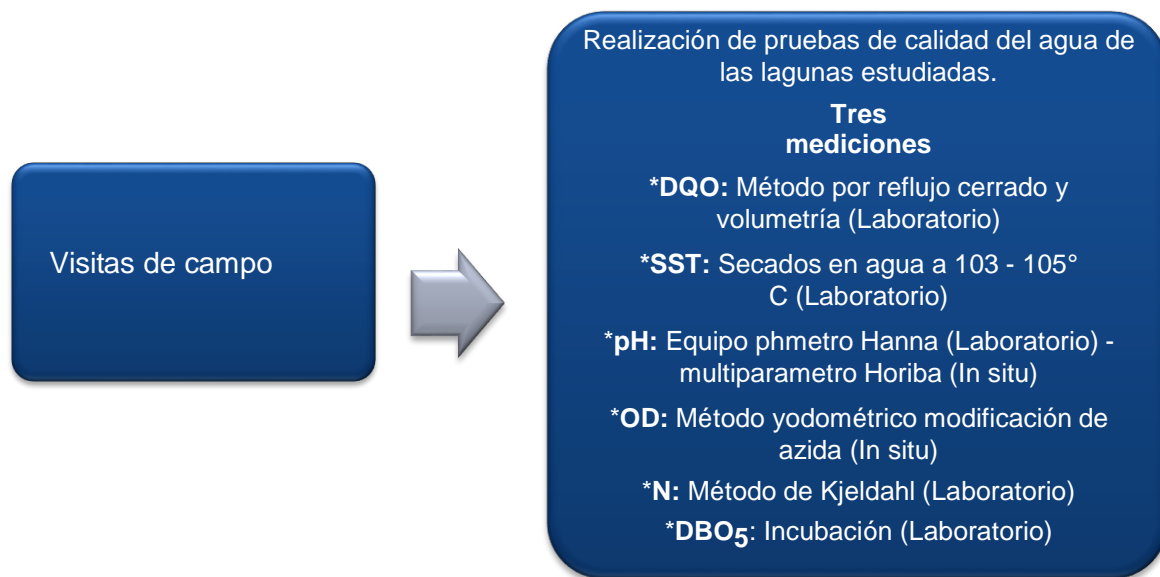 Visitas de campo
Realización de pruebas de calidad del agua de
las lagunas estudiadas.
Tres
mediciones
*DQO: Método por reflujo cerrado y
volumetría (Laboratorio)
*SST: Secados en agua a 103 - 105°
C (Laboratorio)
*pH: Equipo phmetro Hanna (Laboratorio) -
multiparametro Horiba (In situ)
*OD: Método yodométrico modificación de
azida (In situ)
*N: Método de Kjeldahl (Laboratorio)
*DBO5: Incubación (Laboratorio)